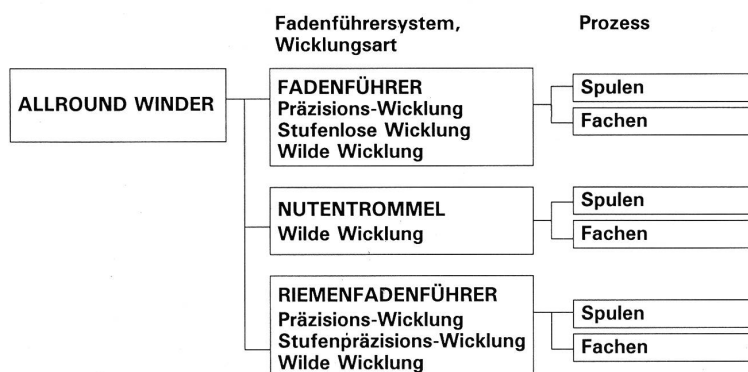 Fadenführersystem,
Wicklungsart
Prozess
ALLROUND WINDER
FADENFÜHRER
Präzisions-Wicklung
Stufenlose Wicklung
Wilde Wicklung
Spulen
Fachen
NUTENTROMMEL
Wilde Wicklung
Spulen
Fachen
RIEMENFADENFÜHRER
Präzisions-Wicklung
Stufenpräzisions-Wicklung
Wilde Wicklung
Spulen
Fachen